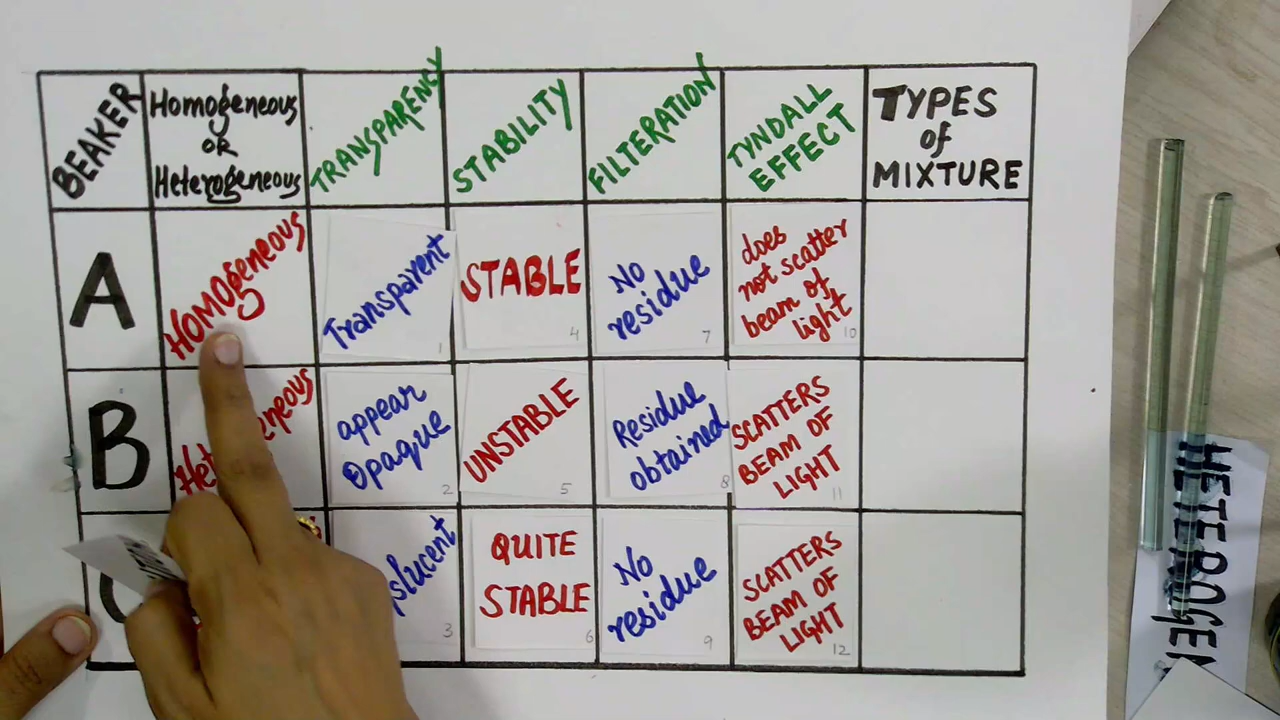 BEAKER
Homogeneous
OR
Heterogeneous
TRANSPARENCY
STABILITY
FILTERATION
TYNDALL
EFFECT
TYPES
of
MIXTURE
A
HOMOgeneous
Transparent
1
STABLE
4
No
residue
7
does
not scatter
beam of
light
10
B
appear
Opaque
2
UNSTABLE
5
Residue
obtained
8
SCATTERS
BEAM OF
LIGHT
11
3
QUITE
STABLE
6
No
residue
9
SCATTERS
BEAM OF
LIGHT
12